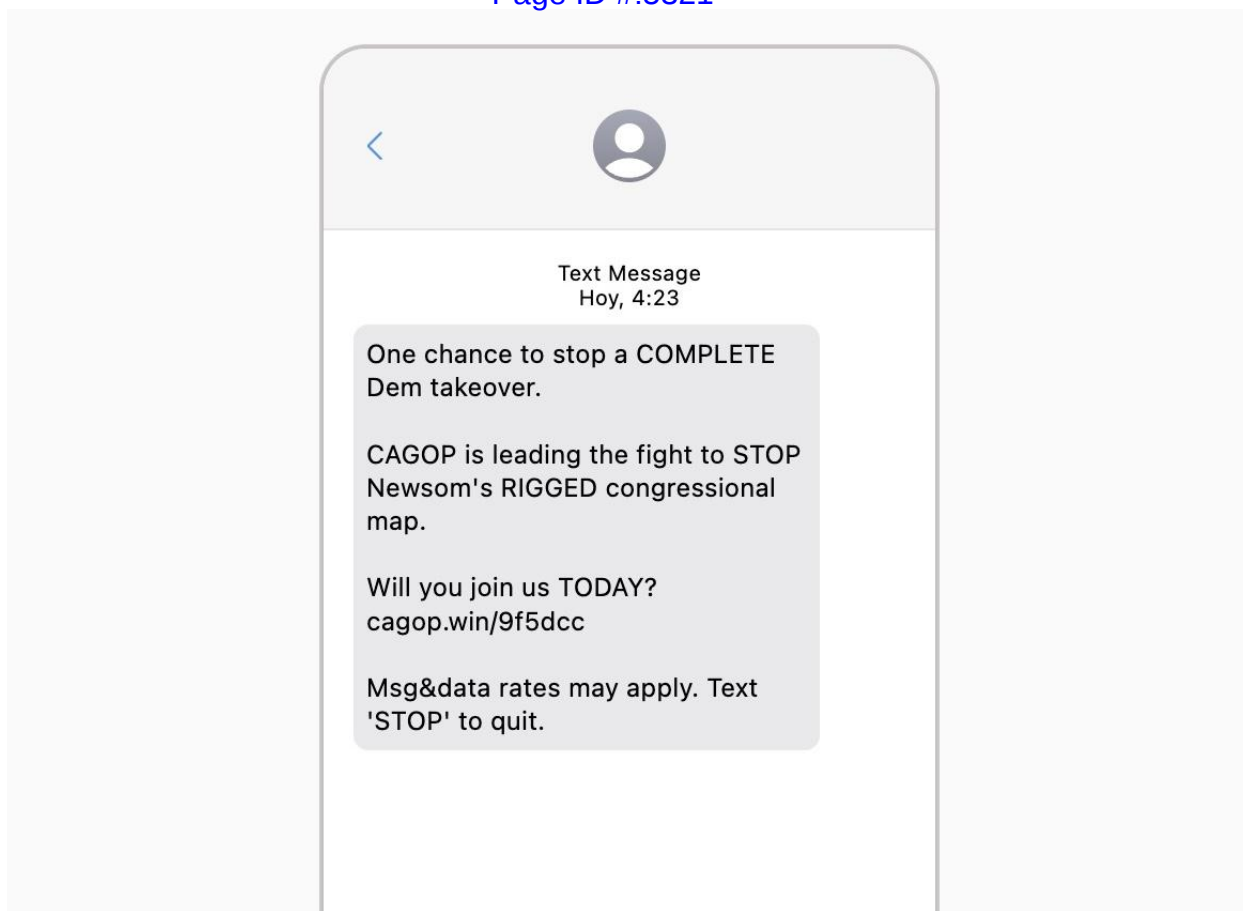 Text Message
Hoy, 4:23
One chance to stop a COMPLETE
Dem takeover.
CAGOP is leading the fight to STOP
Newsom's RIGGED congressional
map.
Will you join us TODAY?
cagop.win/9f5dcc
Msg&data rates may apply. Text
'STOP' to quit.